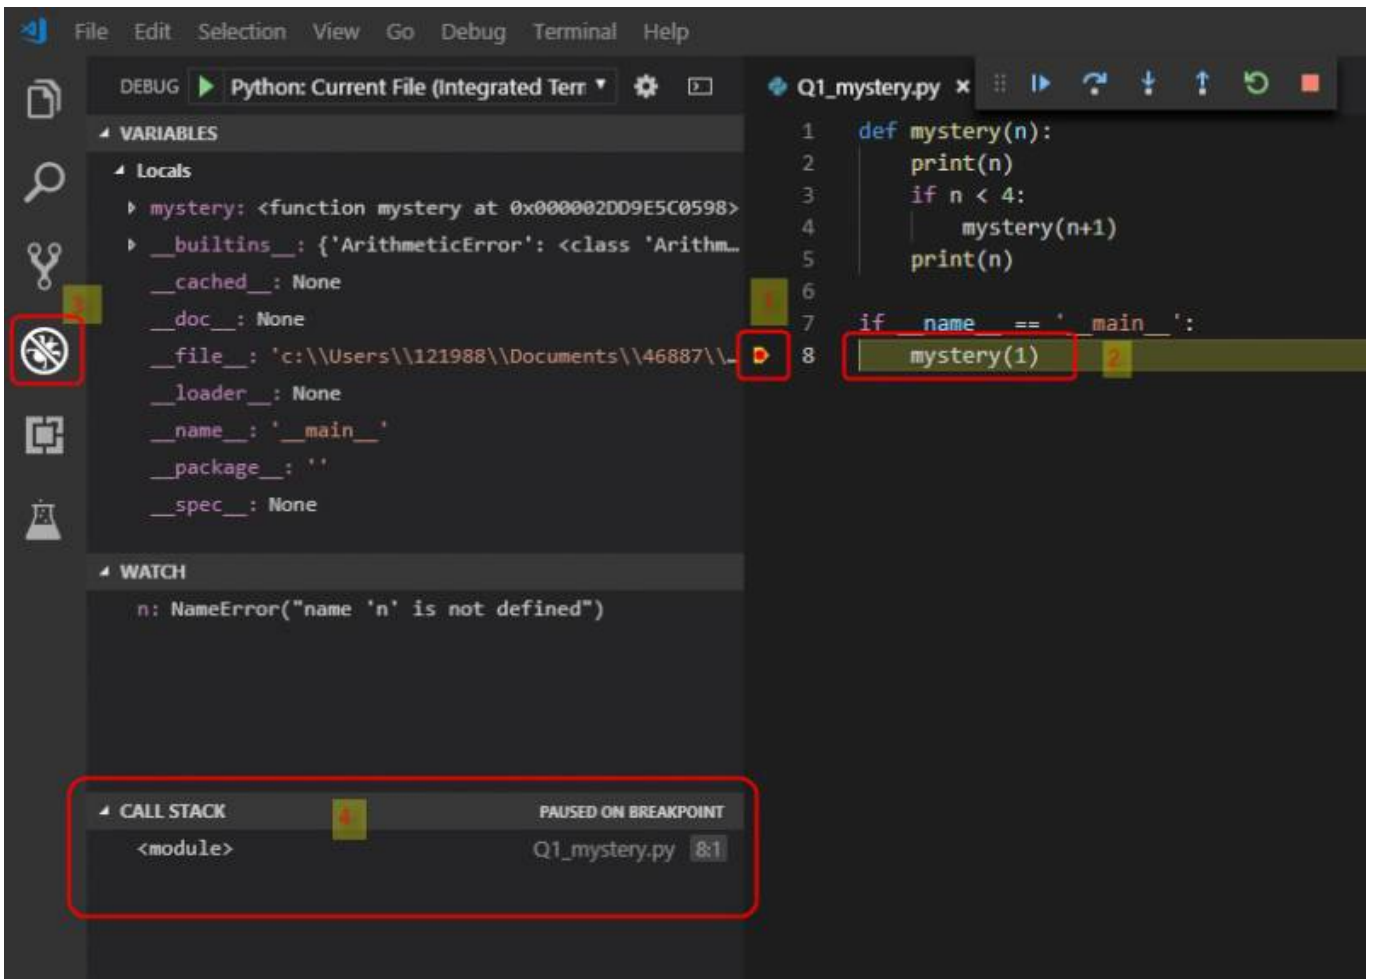 File Edit Selection View Go Debug Terminal Help
DEBUG Python: Current File (Integrated Terr
VARIABLES
Locals
mystery: <function mystery at 0x000002DD9E5C0598>
__builtins__: {'ArithmeticError': <class 'Arithm…
__cached__: None
__doc__: None
__file__: 'c:\\Users\\121988\\Documents\\46887\\…
__loader__: None
__name__: '__main__'
__package__: ''
__spec__: None
3
WATCH
n: NameError("name 'n' is not defined")
CALL STACK 4 PAUSED ON BREAKPOINT
<module> Q1_mystery.py 8:1
Q1_mystery.py ×
1 def mystery(n):
2 print(n)
3 if n < 4:
4 mystery(n+1)
5 print(n)
6
7 if __name__ == '__main__':
8 mystery(1) 2
1